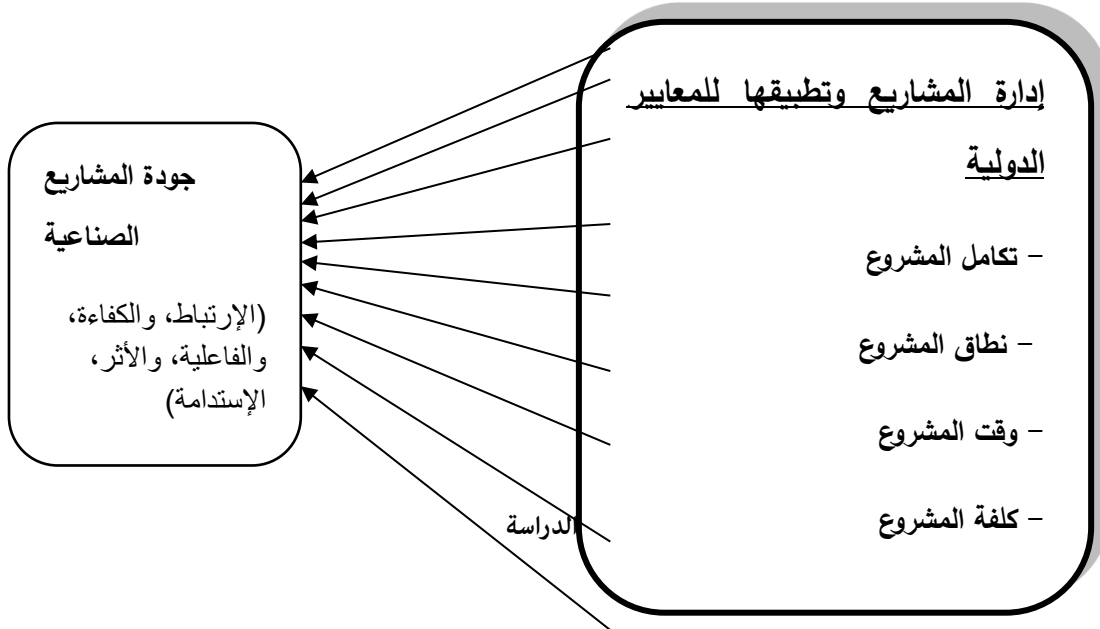 إدارة المشاريع وتطبيقها للمعايير
الدولية
- تكامل المشروع
- نطاق المشروع
- وقت المشروع
- كلفة المشروع
جودة المشاريع
الصناعية
(الإرتباط، والكفاءة،
والفاعلية، والأثر،
الإستدامة)
الدراسة